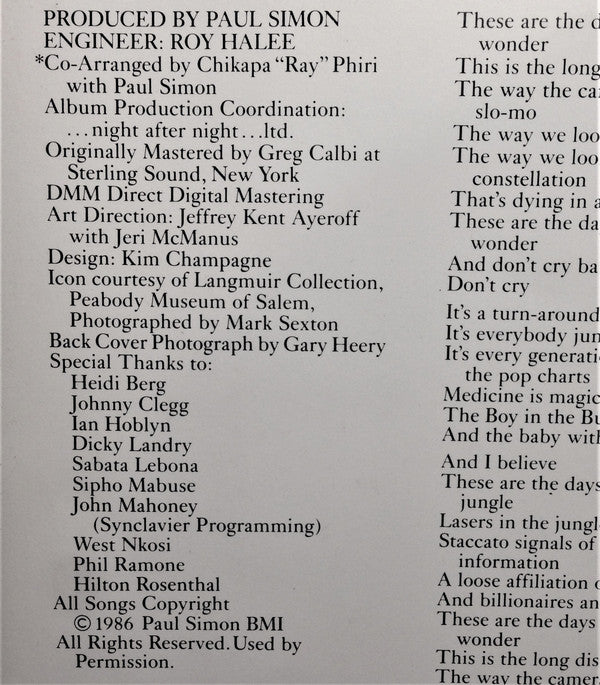 PRODUCED BY PAUL SIMON
ENGINEER: ROY HALEE
*Co-Arranged by Chikapa "Ray" Phiri
with Paul Simon
Album Production Coordination:
...night after night...ltd.
Originally Mastered by Greg Calbi at
Sterling Sound, New York
DMM Direct Digital Mastering
Art Direction: Jeffrey Kent Ayeroff
with Jeri McManus
Design: Kim Champagne
Icon courtesy of Langmuir Collection,
Peabody Museum of Salem,
Photographed by Mark Sexton
Back Cover Photograph by Gary Heery
Special Thanks to:
Heidi Berg
Johnny Clegg
Ian Hoblyn
Dicky Landry
Sabata Lebona
Sipho Mabuse
John Mahoney
(Synclavier Programming)
West Nkosi
Phil Ramone
Hilton Rosenthal
All Songs Copyright
© 1986 Paul Simon BMI
All Rights Reserved. Used by
Permission.
These are the d
wonder
This is the long
The way the ca
slo-mo
The way we loo
The way we loo
constellation
That's dying in a
These are the da
wonder
And don't cry ba
Don't cry
It's a turn-around
It's everybody jun
It's every generati
the pop charts
Medicine is magic
The Boy in the Bu
And the baby with
And I believe
These are the days
jungle
Lasers in the jungl
Staccato signals of
information
A loose affiliation o
And billionaires an
These are the days
wonder
This is the long dis
The way the camer